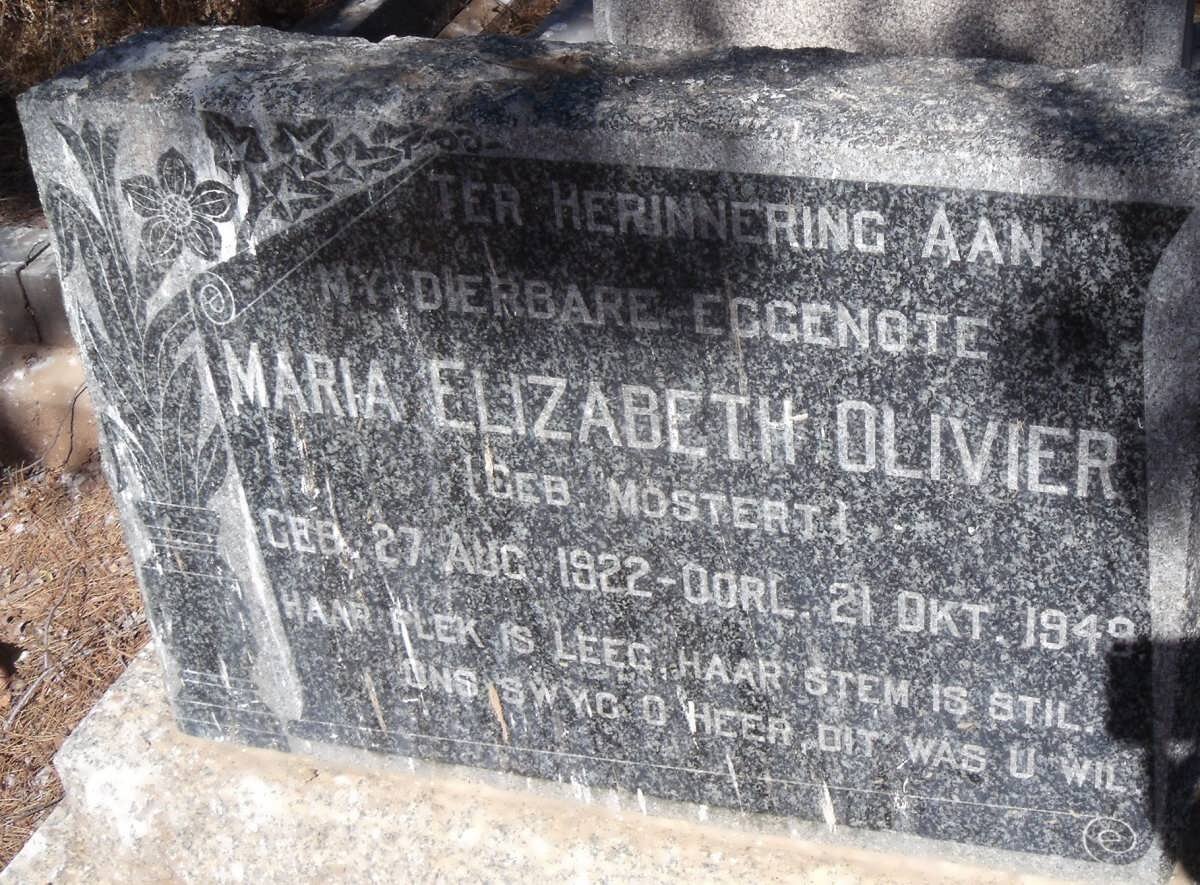 TER HERINNERING AAN
MY DIERBARE EGGENOTE
MARIA ELIZABETH OLIVIER
(GEB. MOSTERT)
GEB. 27 AUG. 1922 - OORL. 21 OKT. 1948
HAAR PLEK IS LEEG, HAAR STEM IS STIL,
ONS SWYG O HEER, DIT WAS U WIL.